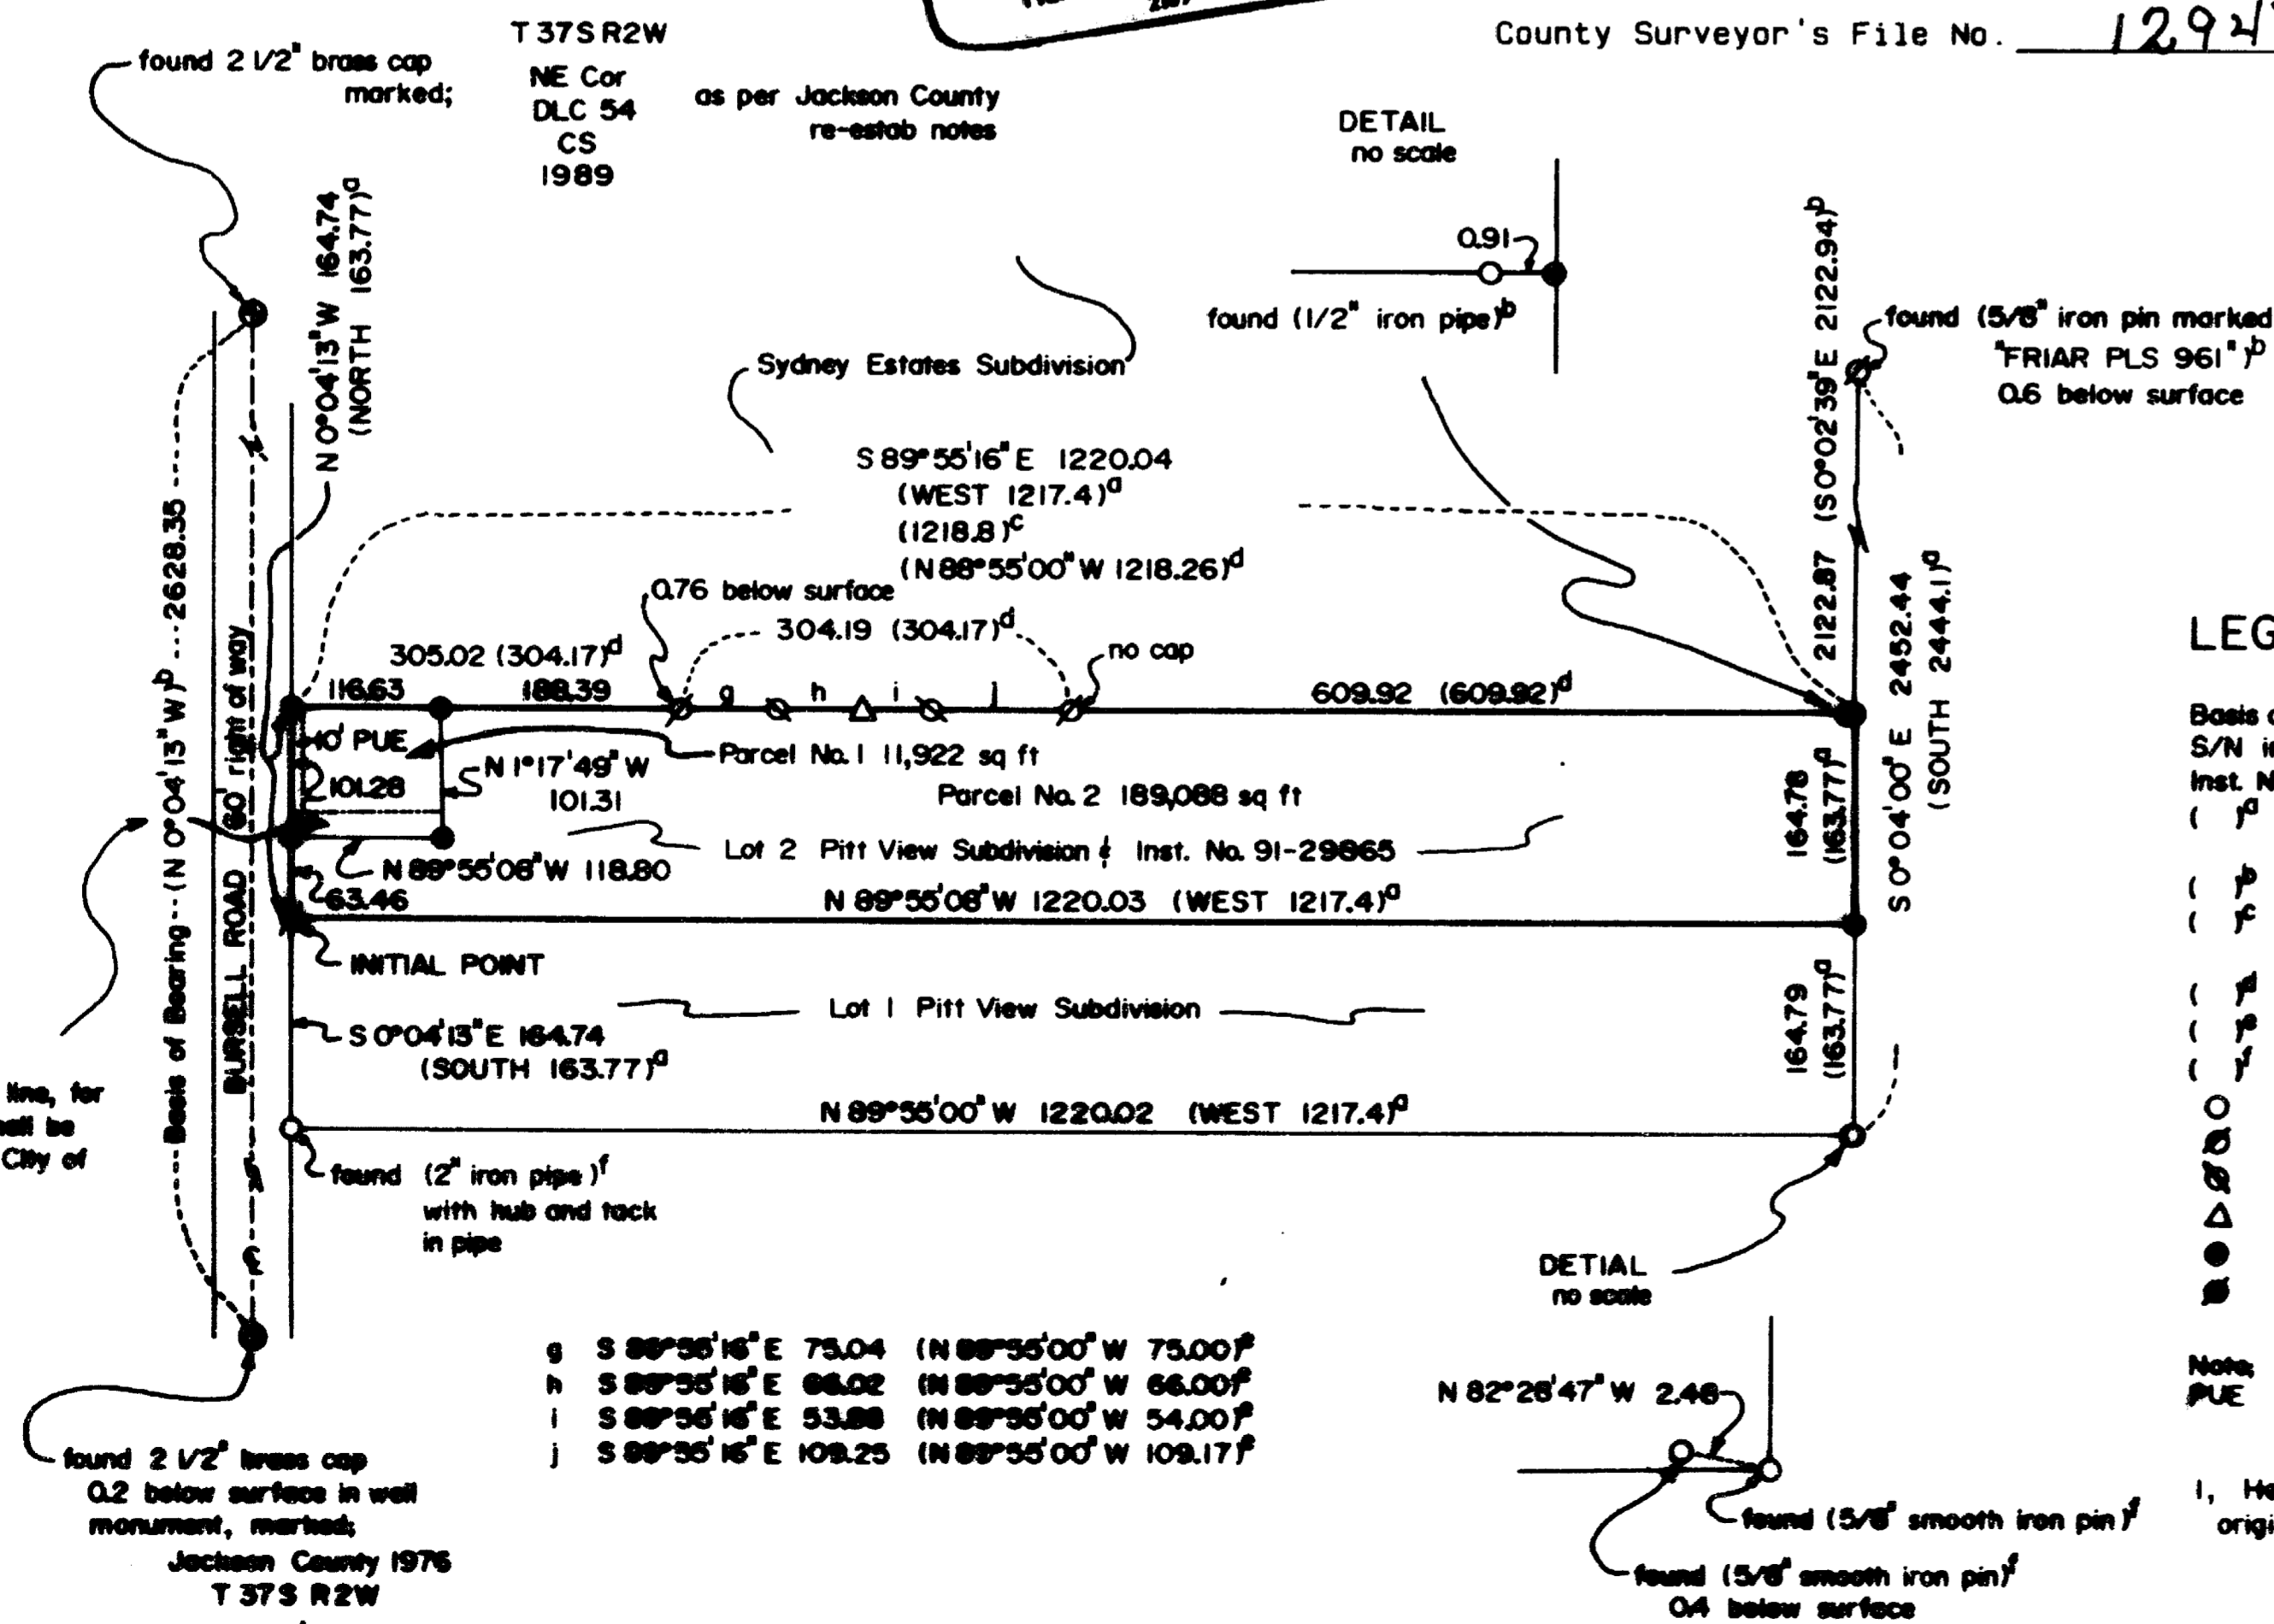 County Surveyor's File No. 1294
T 37S R2W
NE Cor
DLC 54
CS
1989
found 2 1/2" brass cap
marked;
as per Jackson County
re-estab notes
DETAIL
no scale
0.91
found (1/2" iron pipe)b
N 0°04'13" W 164.74
(NORTH 163.77)a
Sydney Estates Subdivision
2122.87 (S 0°02'39" E 2122.94)b
found (5/8" iron pin marked
"FRIAR PLS 961")b
0.6 below surface
S 89°55'16" E 1220.04
(WEST 1217.4)a
(1218.8)c
(N 88°55'00" W 1218.26)d
0.76 below surface
304.19 (304.17)d
305.02 (304.17)d
no cap
116.63
188.39
g
h
i
j
609.92 (609.92)d
S 0°04'00" E 2452.44
(SOUTH 2444.1)a
LEG
Basis o
S/N in
Inst. N
( )a
( )b
( )c
( )d
( )e
( )f
10' PUE
Parcel No. 1 11,922 sq ft
N 1°17'49" W
101.31
101.28
Parcel No. 2 189,088 sq ft
164.78
(163.77)a
Lot 2 Pitt View Subdivision & Inst. No. 91-29865
N 89°55'08" W 118.80
63.46
N 89°55'08" W 1220.03 (WEST 1217.4)a
INITIAL POINT
Basis of Bearing (N 0°04'13" W)b 2628.35
BURSELL ROAD 60' right of way
Lot 1 Pitt View Subdivision
164.79
(163.77)a
S 0°04'13" E 164.74
(SOUTH 163.77)a
line, for
all be
City of
N 89°55'00" W 1220.02 (WEST 1217.4)a
found (2" iron pipe)f
with hub and tack
in pipe
DETIAL
no scale
g S 89°55'16" E 75.04 (N 89°55'00" W 75.00)e
h S 89°55'16" E 66.02 (N 89°55'00" W 66.00)e
i S 89°55'16" E (N 89°55'00" W 54.00)e
j S 89°55'16" E 109.25 (N 89°55'00" W 109.17)e
Note;
PUE
N 82°26'47" W 2.46
found 2 1/2" brass cap
0.2 below surface in well
monument, marked;
Jackson County 1976
T 37S R2W
found (5/8" smooth iron pin)f
found (5/8" smooth iron pin)f
0.4 below surface
1, He
origi